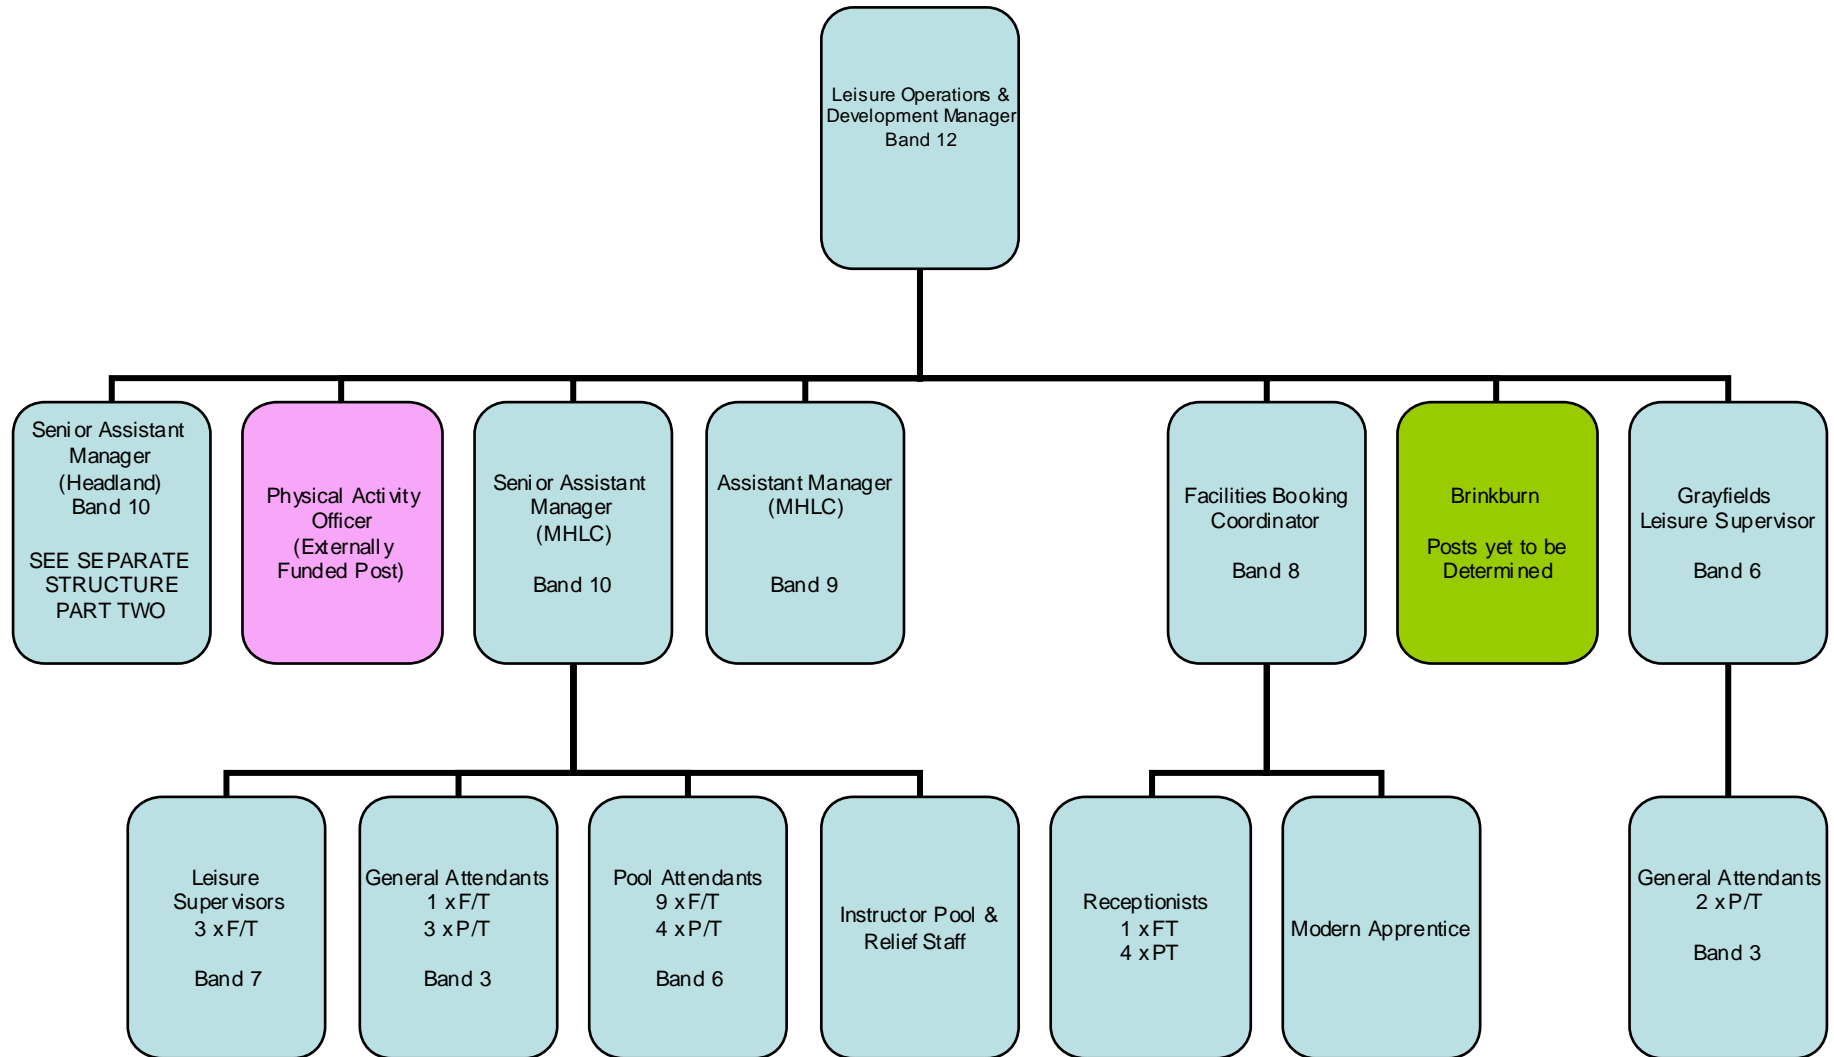 Leisure Operations &
Development Manager
Band 12
Senior Assistant
Manager
(Headland)
Band 10
SEE SEPARATE
STRUCTURE
PART TWO
Physical Activity
Officer
(Externally
Funded Post)
Senior Assistant
Manager
(MHLC)
Band 10
Assistant Manager
(MHLC)
Band 9
Facilities Booking
Coordinator
Band 8
Brinkburn
Posts yet to be
Determined
Grayfields
Leisure Supervisor
Band 6
Leisure
Supervisors
3 x F/T
Band 7
General Attendants
1 x F/T
3 x P/T
Band 3
Pool Attendants
9 x F/T
4 x P/T
Band 6
Instructor Pool &
Relief Staff
Receptionists
1 x FT
4 x PT
Modern Apprentice
General Attendants
2 x P/T
Band 3